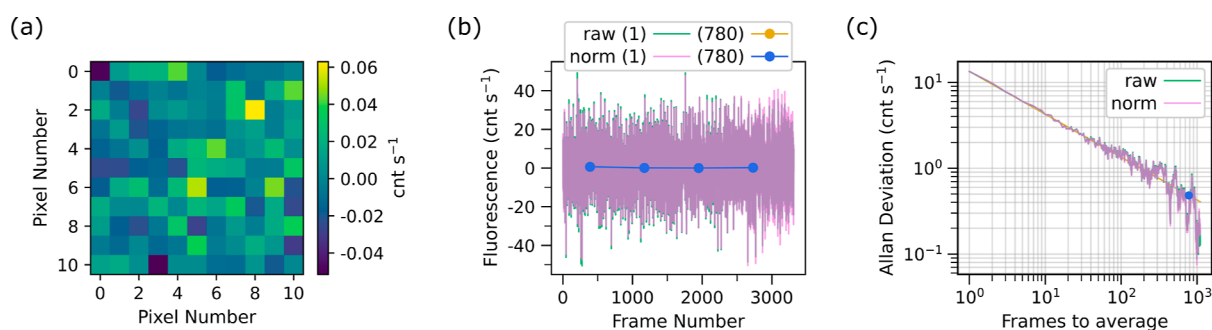 (a)
Pixel Number
0
2
4
6
8
10
0 2 4 6 8 10
Pixel Number
0.06
0.04
0.02
0.00
-0.02
-0.04
cnt s⁻¹
(b)
raw (1) (780)
norm (1) (780)
Fluorescence (cnt s⁻¹)
40
20
0
−20
−40
0 1000 2000 3000
Frame Number
(c)
raw
norm
Allan Deviation (cnt s⁻¹)
10¹
10⁰
10⁻¹
10⁰ 10¹ 10² 10³
Frames to average